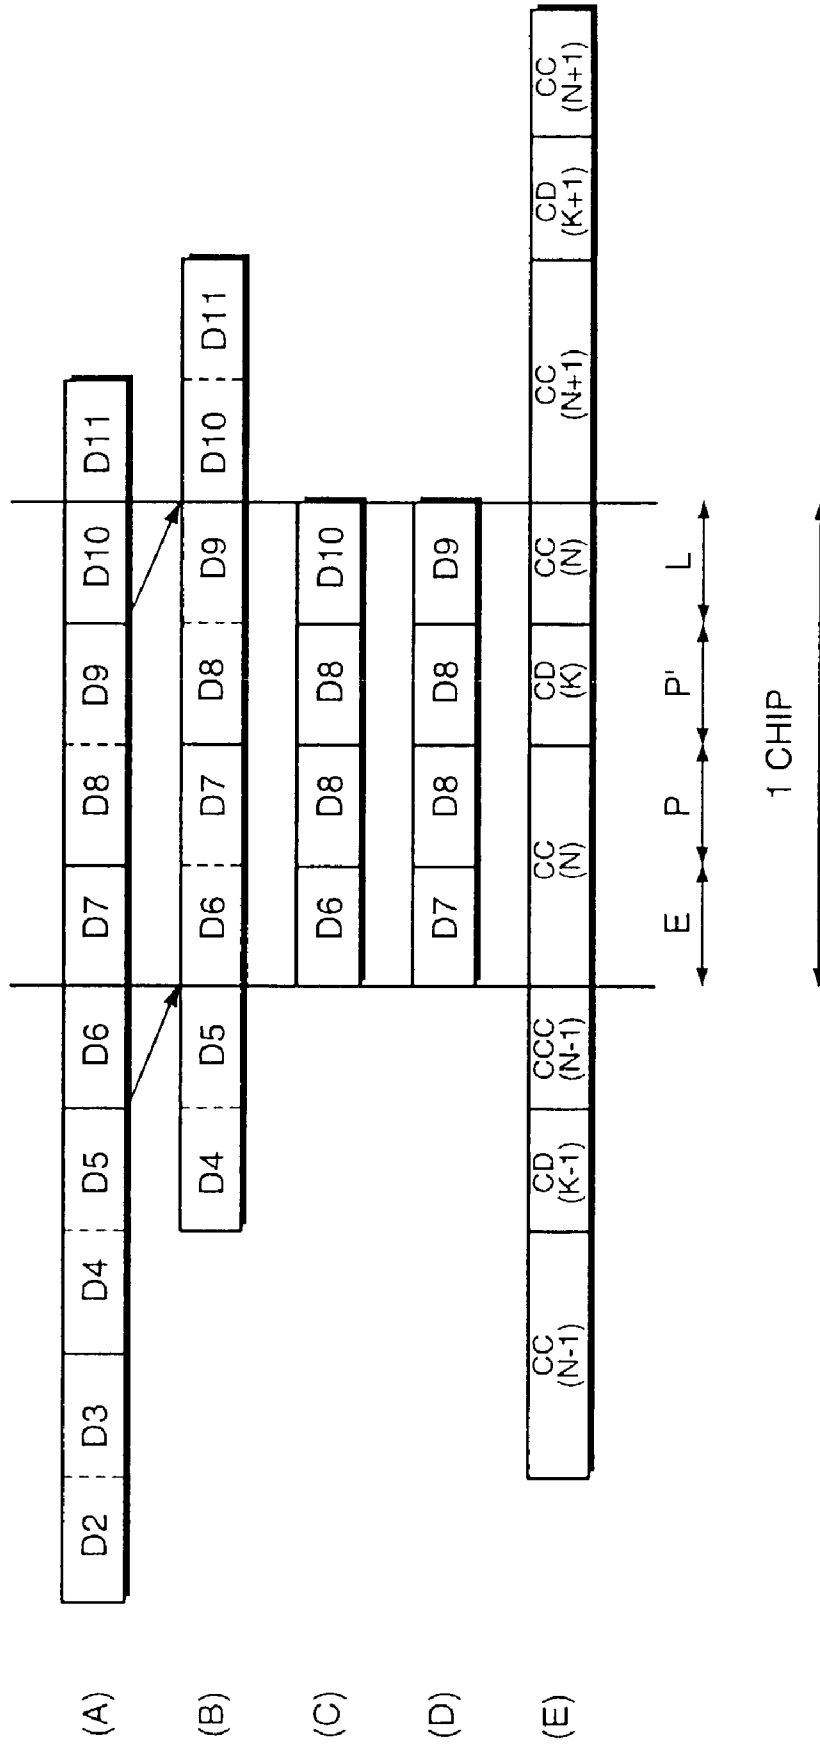 (A) D2 D3 D4 D5 D6 D7 D8 D9 D10 D11
(B) D4 D5 D6 D7 D8 D9 D10 D11
(C) D6 D8 D8 D10
(D) D7 D8 D8 D9
(E) CC (N-1) CD (K-1) CCC (N-1) CC (N) CD (K) CC (N) CC (N+1) CD (K+1) CC (N+1)
E P P' L
1 CHIP